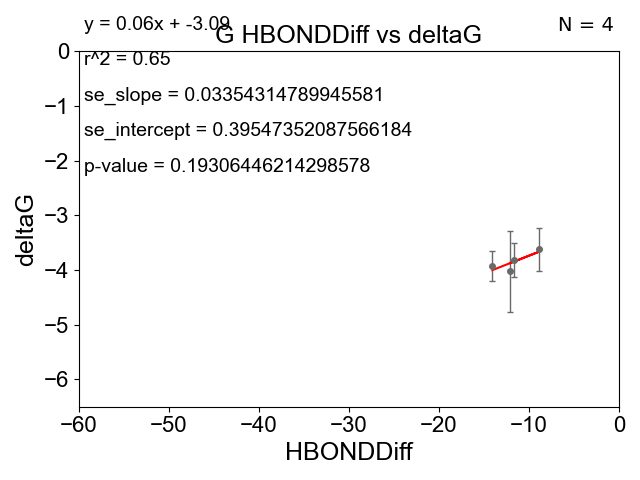 y = 0.06x + -3.09
N = 4
G HBONDDiff vs deltaG
r^2 = 0.65
se_slope = 0.03354314789945581
se_intercept = 0.39547352087566184
p-value = 0.19306446214298578
0
−1
−2
−3
−4
−5
−6
deltaG
−60 −50 −40 −30 −20 −10 0
HBONDDiff